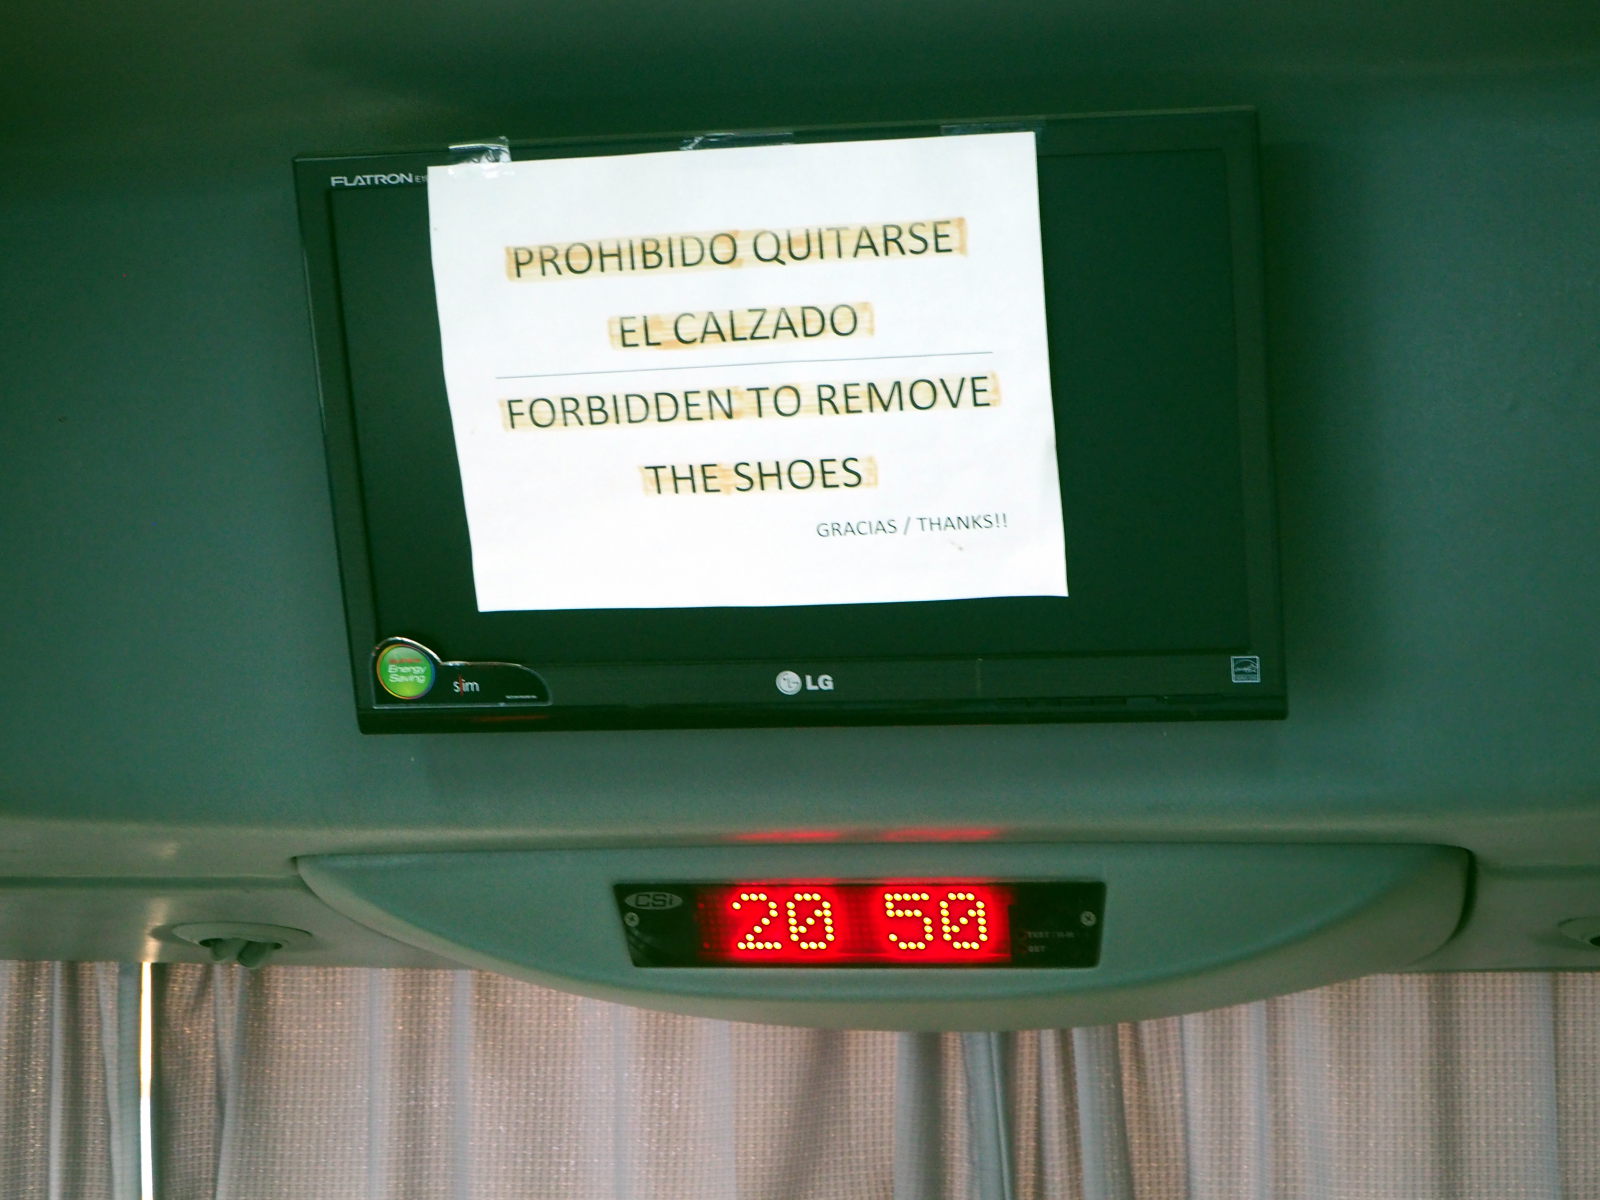 FLATRON
PROHIBIDO QUITARSE
EL CALZADO
FORBIDDEN TO REMOVE
THE SHOES
GRACIAS / THANKS!!
Energy
Saving
slim
LG
CSi
20 50